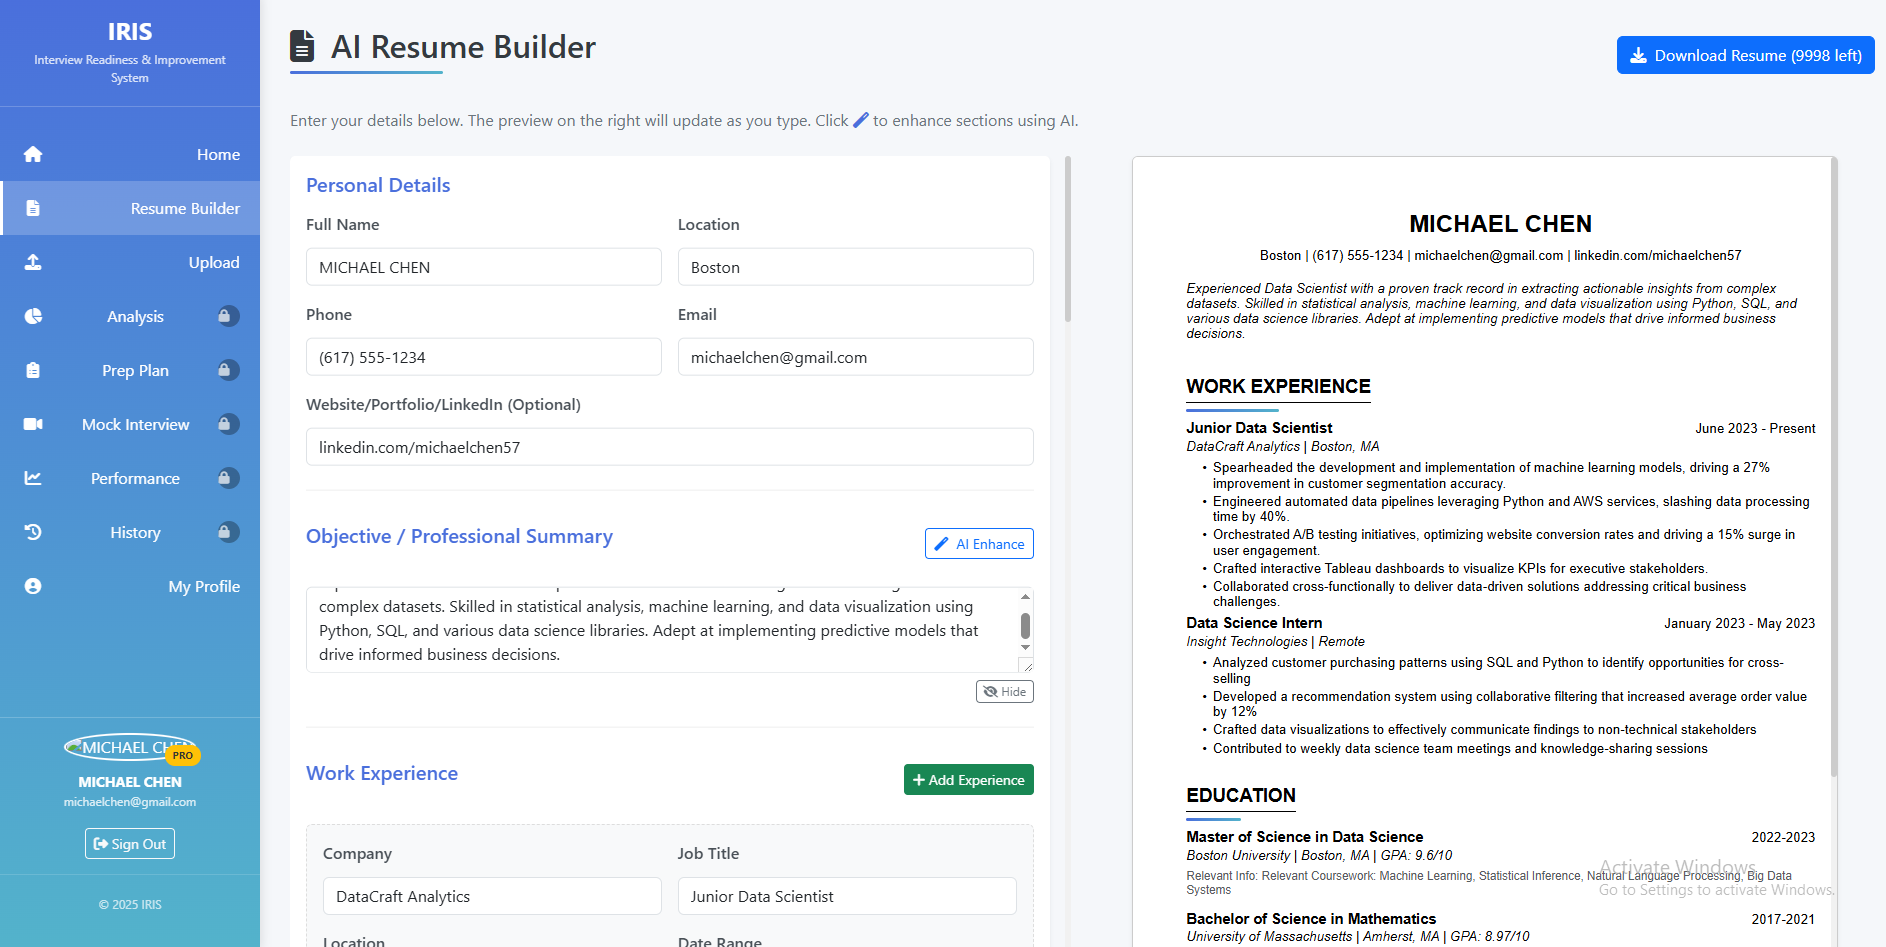 IRIS
Interview Readiness & Improvement
System
Home
Resume Builder
Upload
Analysis
Prep Plan
Mock Interview
Performance
History
My Profile
MICHAEL CHEN
PRO
MICHAEL CHEN
michaelchen@gmail.com
Sign Out
© 2025 IRIS
AI Resume Builder
Download Resume (9998 left)
Enter your details below. The preview on the right will update as you type. Click to enhance sections using AI.
Personal Details
Full Name
Location
MICHAEL CHEN
Boston
Phone
Email
(617) 555-1234
michaelchen@gmail.com
Website/Portfolio/LinkedIn (Optional)
linkedin.com/michaelchen57
Objective / Professional Summary
AI Enhance
complex datasets. Skilled in statistical analysis, machine learning, and data visualization using
Python, SQL, and various data science libraries. Adept at implementing predictive models that
drive informed business decisions.
Hide
Work Experience
Add Experience
Company
Job Title
DataCraft Analytics
Junior Data Scientist
Location
Date Range
MICHAEL CHEN
Boston | (617) 555-1234 | michaelchen@gmail.com | linkedin.com/michaelchen57
Experienced Data Scientist with a proven track record in extracting actionable insights from complex
datasets. Skilled in statistical analysis, machine learning, and data visualization using Python, SQL, and
various data science libraries. Adept at implementing predictive models that drive informed business
decisions.
WORK EXPERIENCE
Junior Data Scientist
June 2023 - Present
DataCraft Analytics | Boston, MA
• Spearheaded the development and implementation of machine learning models, driving a 27%
improvement in customer segmentation accuracy.
• Engineered automated data pipelines leveraging Python and AWS services, slashing data processing
time by 40%.
• Orchestrated A/B testing initiatives, optimizing website conversion rates and driving a 15% surge in
user engagement.
• Crafted interactive Tableau dashboards to visualize KPIs for executive stakeholders.
• Collaborated cross-functionally to deliver data-driven solutions addressing critical business
challenges.
Data Science Intern
January 2023 - May 2023
Insight Technologies | Remote
• Analyzed customer purchasing patterns using SQL and Python to identify opportunities for cross-
selling
• Developed a recommendation system using collaborative filtering that increased average order value
by 12%
• Crafted data visualizations to effectively communicate findings to non-technical stakeholders
• Contributed to weekly data science team meetings and knowledge-sharing sessions
EDUCATION
Master of Science in Data Science
2022-2023
Boston University | Boston, MA | GPA: 9.6/10
Relevant Info: Relevant Coursework: Machine Learning, Statistical Inference, Natural Language Processing, Big Data
Systems
Bachelor of Science in Mathematics
2017-2021
University of Massachusetts | Amherst, MA | GPA: 8.97/10
Activate Windows
Go to Settings to activate Windows.